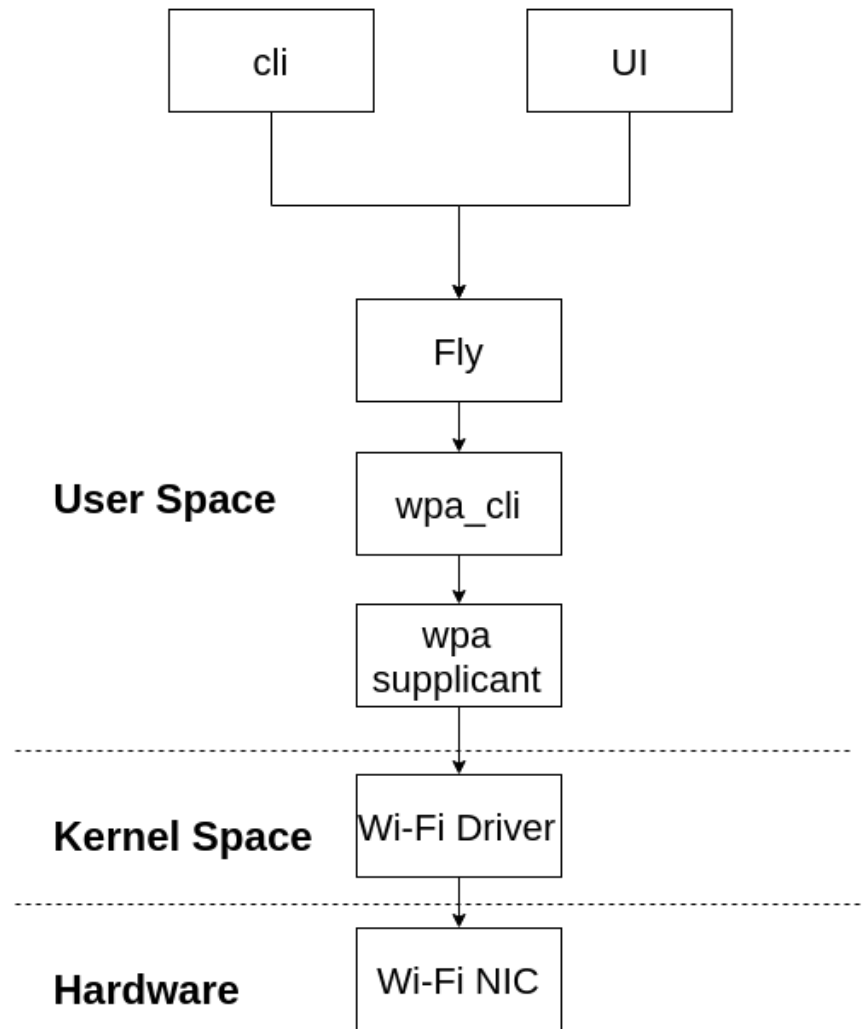 cli
UI
Fly
User Space
wpa_cli
wpa
supplicant
Kernel Space
Wi-Fi Driver
Hardware
Wi-Fi NIC